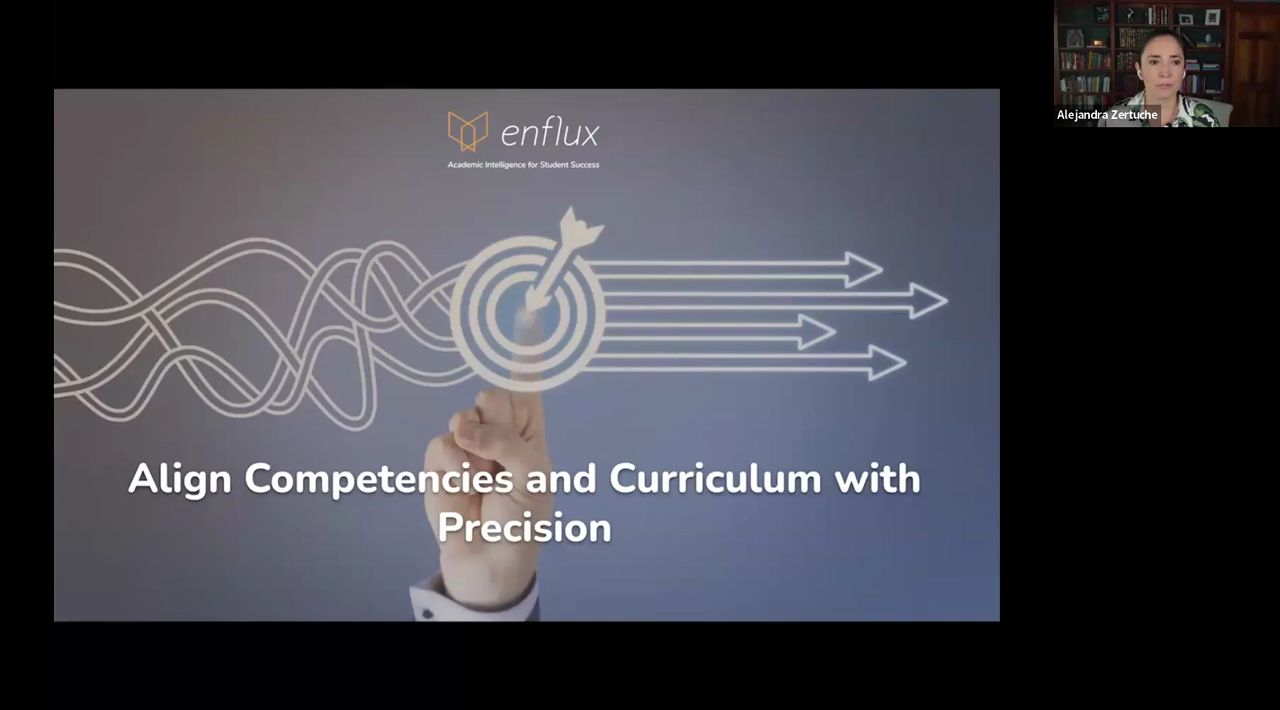 enflux
Academic Intelligence for Student Success
Align Competencies and Curriculum with
Precision
Alejandra Zertuche